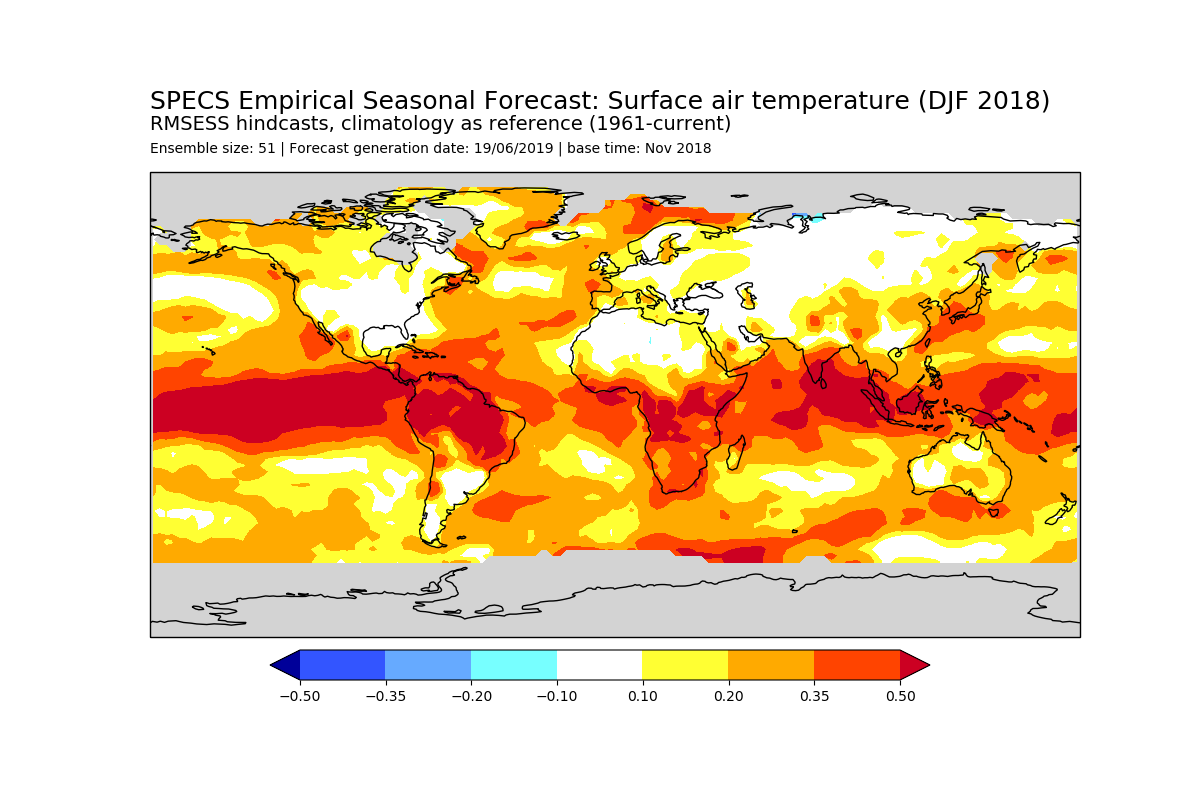 SPECS Empirical Seasonal Forecast: Surface air temperature (DJF 2018)
RMSESS hindcasts, climatology as reference (1961-current)
Ensemble size: 51 | Forecast generation date: 19/06/2019 | base time: Nov 2018
−0.50 −0.35 −0.20 −0.10 0.10 0.20 0.35 0.50